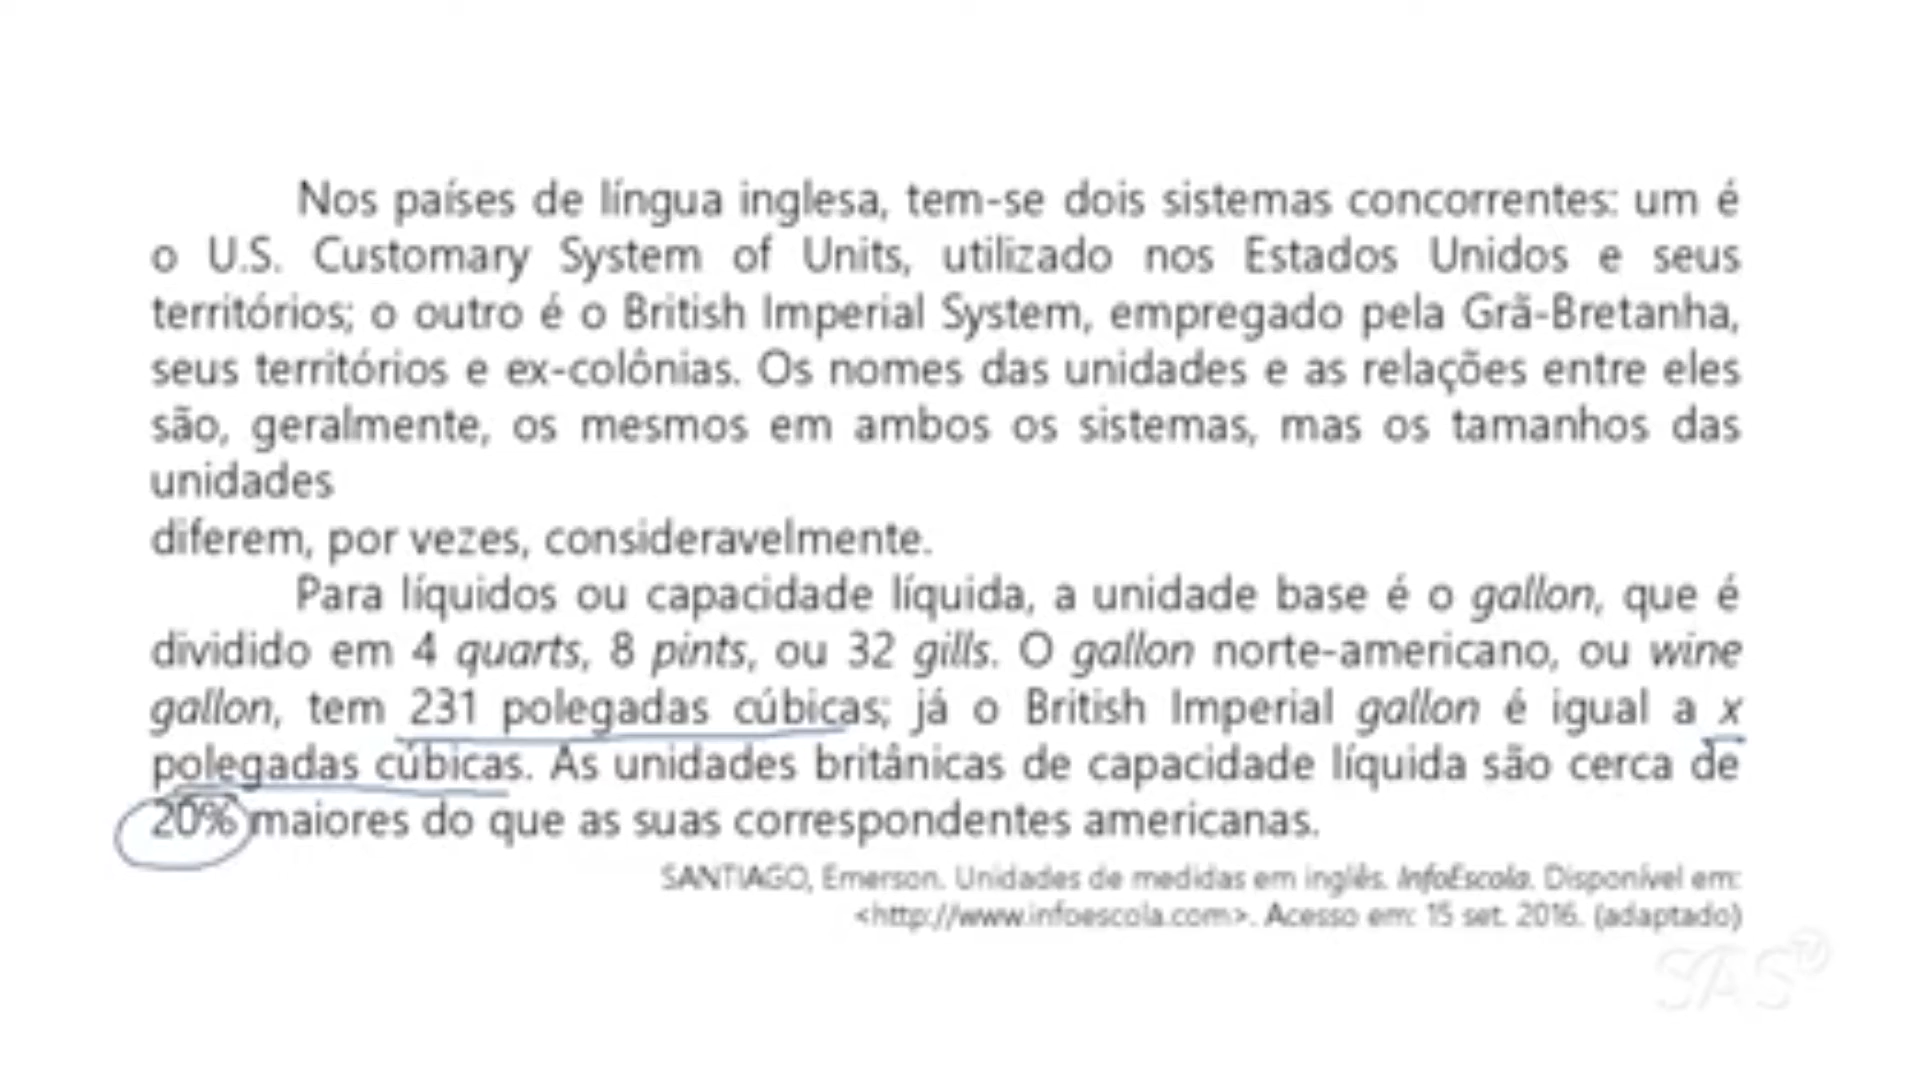 Nos países de língua inglesa, tem-se dois sistemas concorrentes: um é
o U.S. Customary System of Units, utilizado nos Estados Unidos e seus
territórios; o outro é o British Imperial System, empregado pela Grã-Bretanha,
seus territórios e ex-colônias. Os nomes das unidades e as relações entre eles
são, geralmente, os mesmos em ambos os sistemas, mas os tamanhos das
unidades
diferem, por vezes, consideravelmente.
Para líquidos ou capacidade líquida, a unidade base é o gallon, que é
dividido em 4 quarts, 8 pints, ou 32 gills. O gallon norte-americano, ou wine
gallon, tem 231 polegadas cúbicas; já o British Imperial gallon é igual a x
polegadas cúbicas. As unidades britânicas de capacidade líquida são cerca de
20% maiores do que as suas correspondentes americanas.
SANTIAGO, Emerson. Unidades de medidas em inglês. InfoEscola. Disponível em:
<http://www.infoescola.com>. Acesso em: 15 set. 2016. (adaptado)
SAS TV